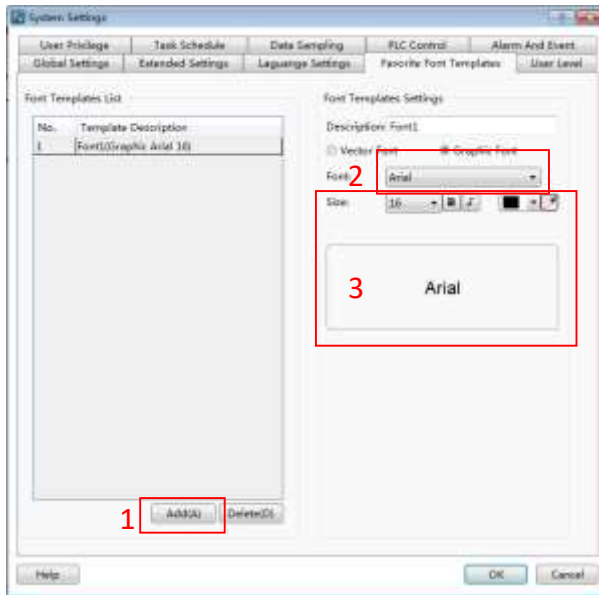 System Settings
User Privilege Task Schedule Data Sampling PLC Control Alarm And Event
Global Settings Extended Settings Laguange Settings Favorite Font Templates User Level
Font Templates List
Font Templates Settings
No. Template Description
1 Font1(Graphic Arial 16)
Description: Font1
Vector Font Graphic Font
2
Font: Arial
Size: 16 B I
3 Arial
1 Add(A) Delete(D)
Help OK Cancel